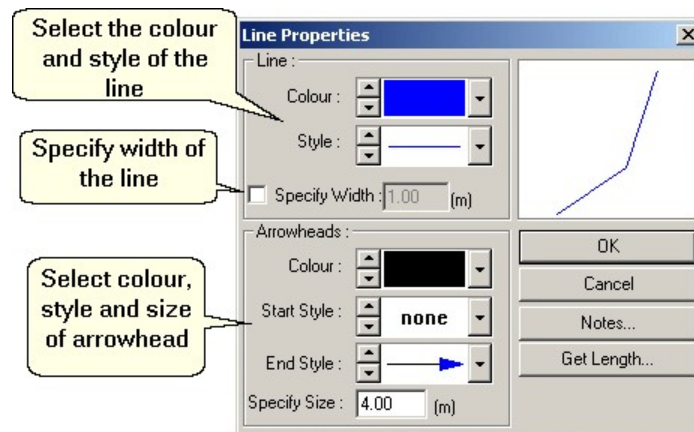 Select the colour
and style of the
line
Specify width of
the line
Select colour,
style and size
of arrowhead
Line Properties
Line :
Colour :
Style :
Specify Width : 1.00 (m)
Arrowheads :
Colour :
Start Style : none
End Style :
Specify Size : 4.00 (m)
OK
Cancel
Notes...
Get Length...